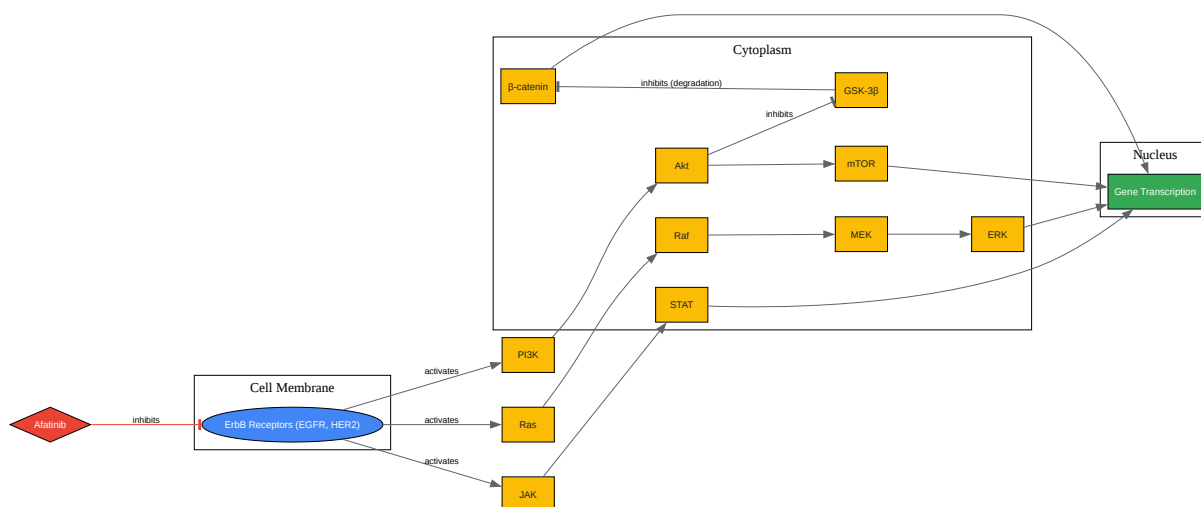 Cytoplasm
β-catenin
inhibits (degradation)
GSK-3β
inhibits
Nucleus
Akt
mTOR
Gene Transcription
Raf
MEK
ERK
STAT
PI3K
activates
Cell Membrane
Afatinib
inhibits
ErbB Receptors (EGFR, HER2)
activates
Ras
activates
JAK